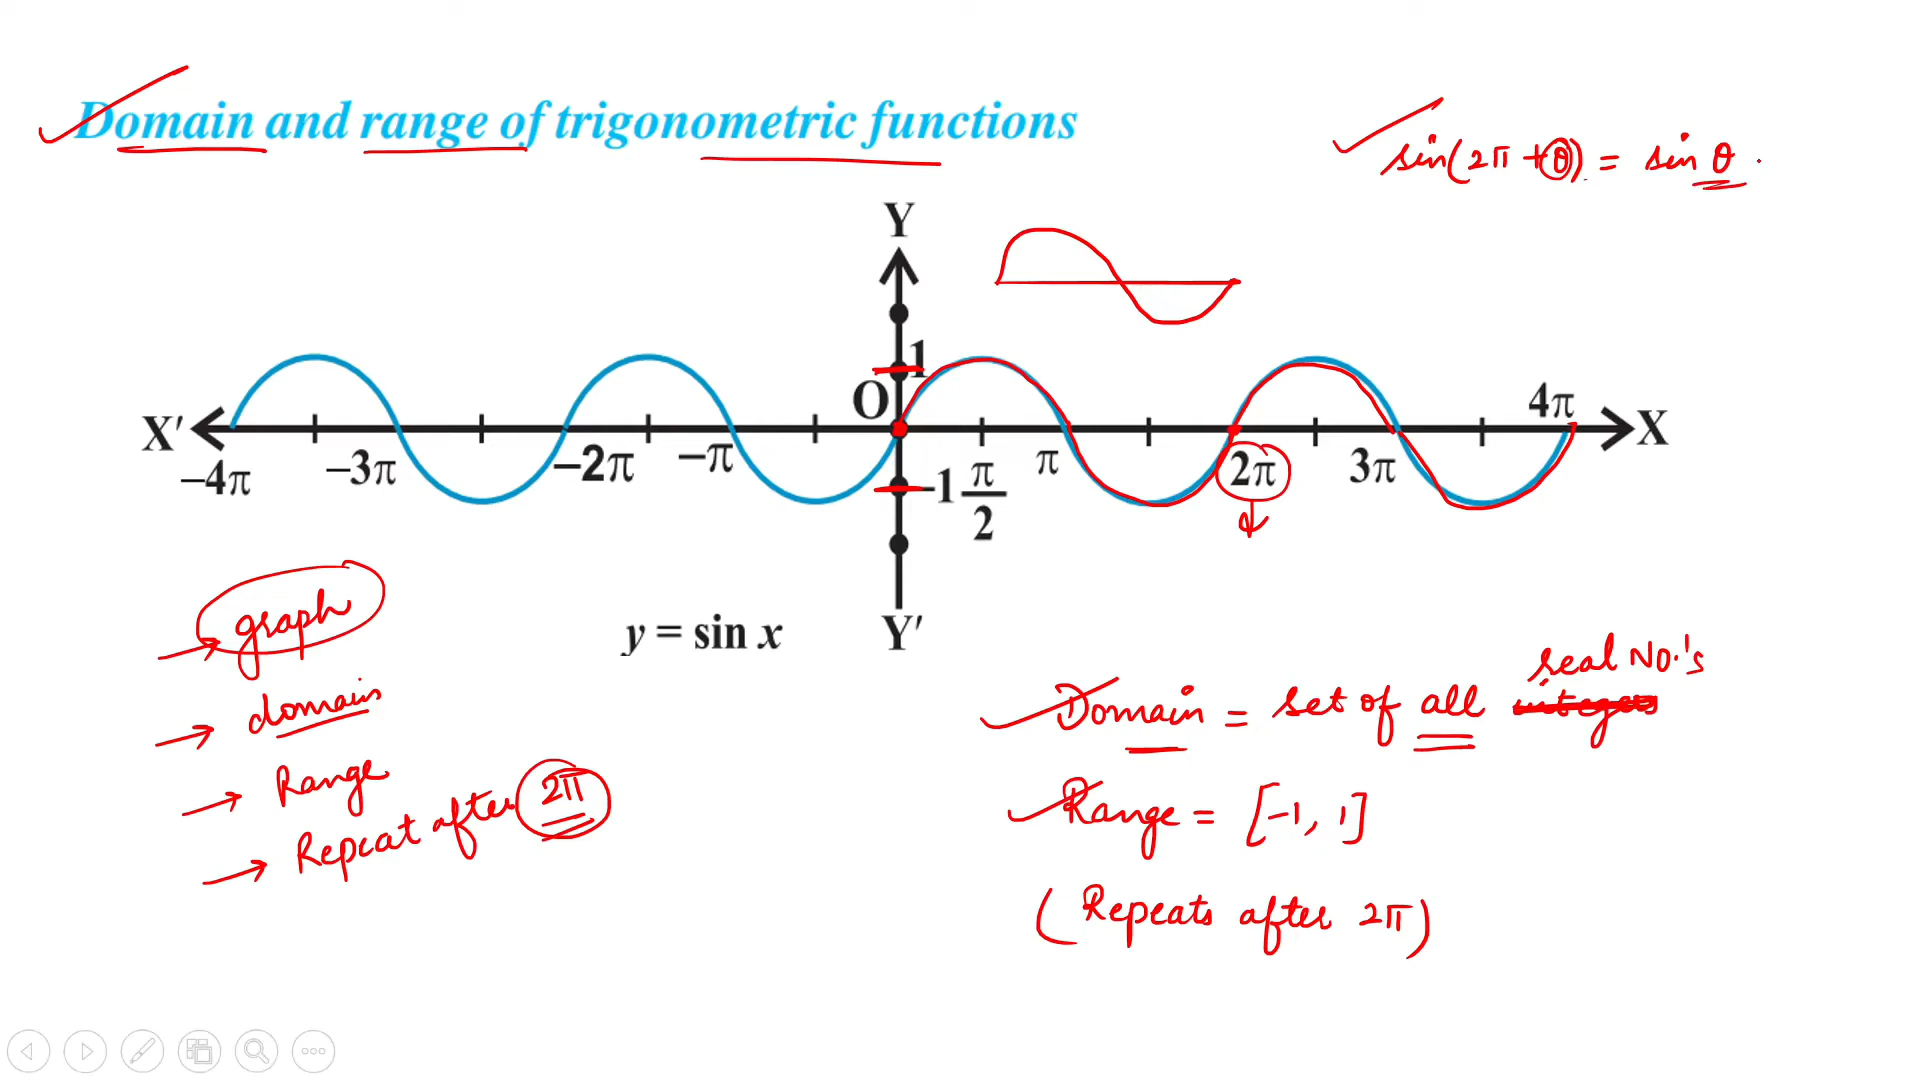 Domain and range of trigonometric functions
sin(2π + θ) = sin θ .
Y
1
O
X′ X
4π
−4π −3π −2π −π −1 π/2 π 2π 3π
y = sin x Y′
graph
domain
Range
Repeat after 2π
real NO.'s
Domain = set of all integers
Range = [-1, 1]
(Repeats after 2π)